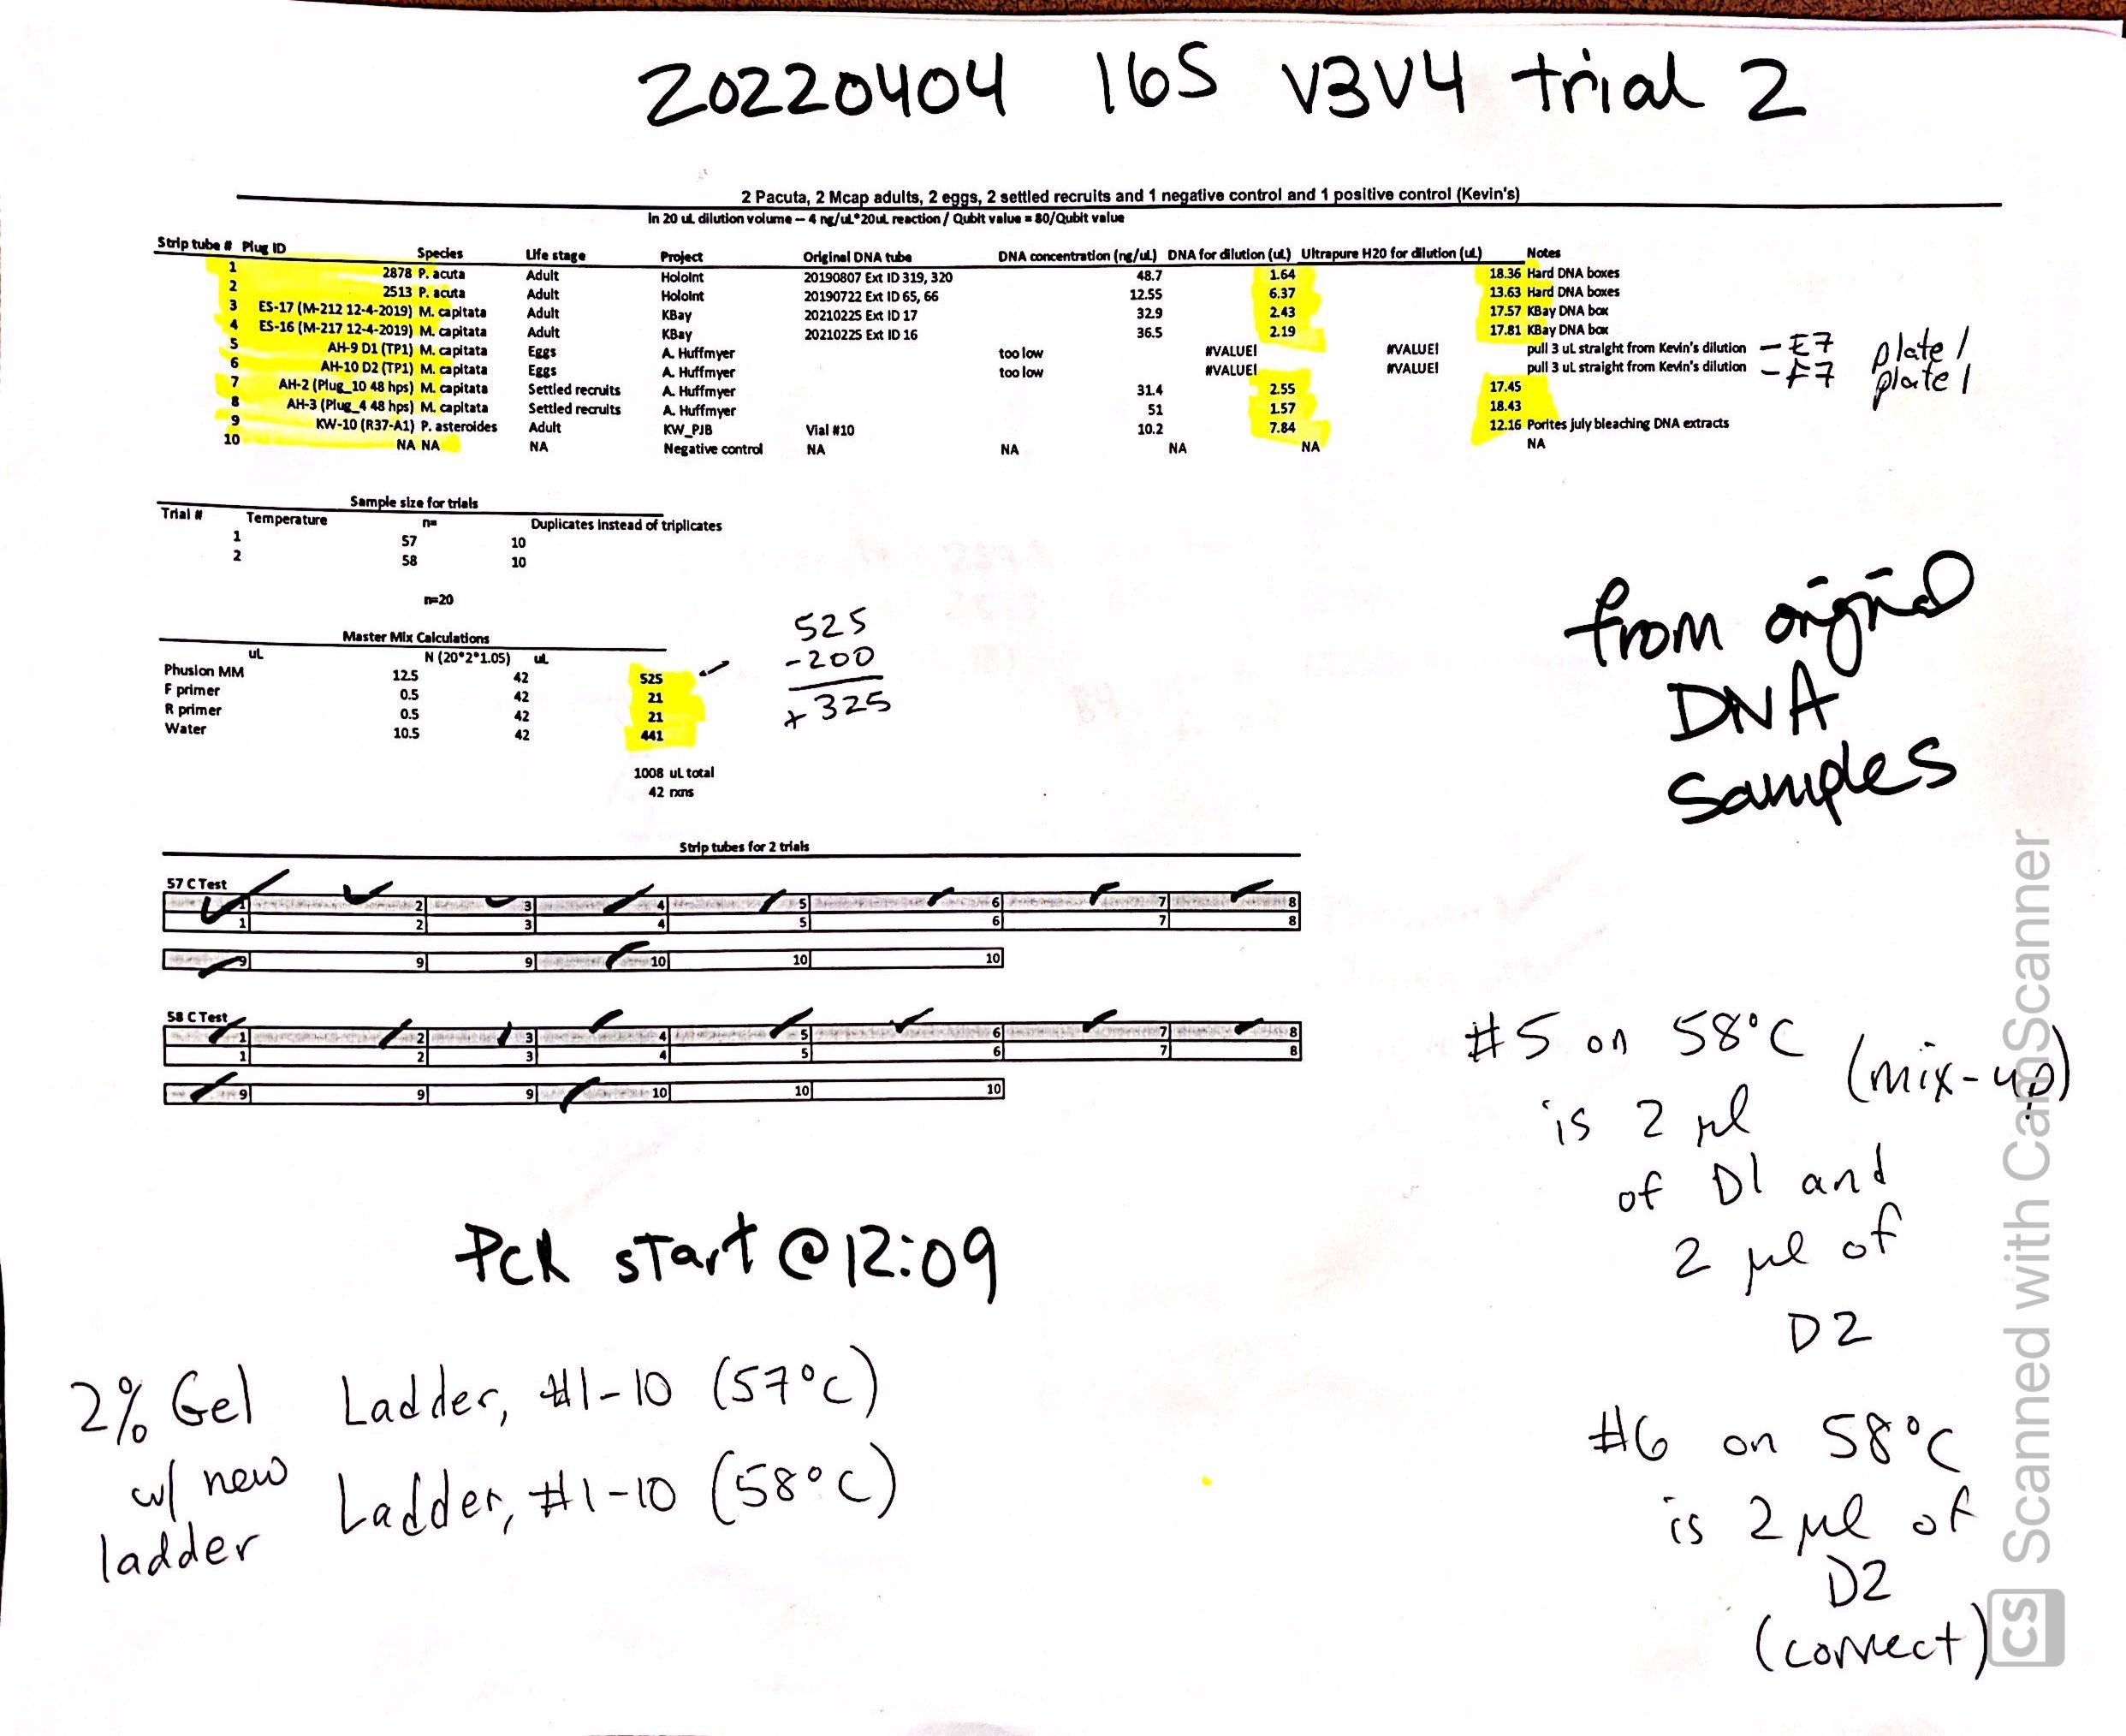 20220404 16S V3V4 trial 2
2 Pacuta, 2 Mcap adults, 2 eggs, 2 settled recruits and 1 negative control and 1 positive control (Kevin's)
In 20 uL dilution volume -- 4 ng/uL*20uL reaction / Qubit value = 80/Qubit value
Strip tube # Plug ID Species Life stage Project Original DNA tube DNA concentration (ng/uL) DNA for dilution (uL) Ultrapure H20 for dilution (uL) Notes
1 2878 P. acuta Adult HoloInt 20190807 Ext ID 319, 320 48.7 1.64 18.36 Hard DNA boxes
2 2513 P. acuta Adult HoloInt 20190722 Ext ID 65, 66 12.55 6.37 13.63 Hard DNA boxes
3 ES-17 (M-212 12-4-2019) M. capitata Adult KBay 20210225 Ext ID 17 32.9 2.43 17.57 KBay DNA box
4 ES-16 (M-217 12-4-2019) M. capitata Adult KBay 20210225 Ext ID 16 36.5 2.19 17.81 KBay DNA box
5 AH-9 D1 (TP1) M. capitata Eggs A. Huffmyer too low #VALUE! #VALUE! pull 3 uL straight from Kevin's dilution - E7 plate 1
6 AH-10 D2 (TP1) M. capitata Eggs A. Huffmyer too low #VALUE! #VALUE! pull 3 uL straight from Kevin's dilution - F7 plate 1
7 AH-2 (Plug_10 48 hps) M. capitata Settled recruits A. Huffmyer 31.4 2.55 17.45
8 AH-3 (Plug_4 48 hps) M. capitata Settled recruits A. Huffmyer 51 1.57 18.43
9 KW-10 (R37-A1) P. asteroides Adult KW_PJB Vial #10 10.2 7.84 12.16 Porites july bleaching DNA extracts
10 NA NA NA Negative control NA NA NA NA NA
Sample size for trials
Trial # Temperature n= Duplicates instead of triplicates
1 57 10
2 58 10
n=20
from original
DNA
samples
Master Mix Calculations
uL N (20*2*1.05) uL
Phusion MM 12.5 42 525
F primer 0.5 42 21
R primer 0.5 42 21
Water 10.5 42 441
1008 uL total
42 rxns
525
-200
+ 325
Strip tubes for 2 trials
57 C Test
1 2 3 4 5 6 7 8
1 2 3 4 5 6 7 8
9 9 9 10 10 10
58 C Test
1 2 3 4 5 6 7 8
1 2 3 4 5 6 7 8
9 9 9 10 10 10
#5 on 58°C (mix-up)
is 2 µl
of D1 and
2 µl of
D2
#6 on 58°C
is 2 µl of
D2
(correct)
PCR start @ 12:09
2% Gel Ladder, #1-10 (57°C)
w/ new Ladder, #1-10 (58°C)
ladder
CS Scanned with CamScanner